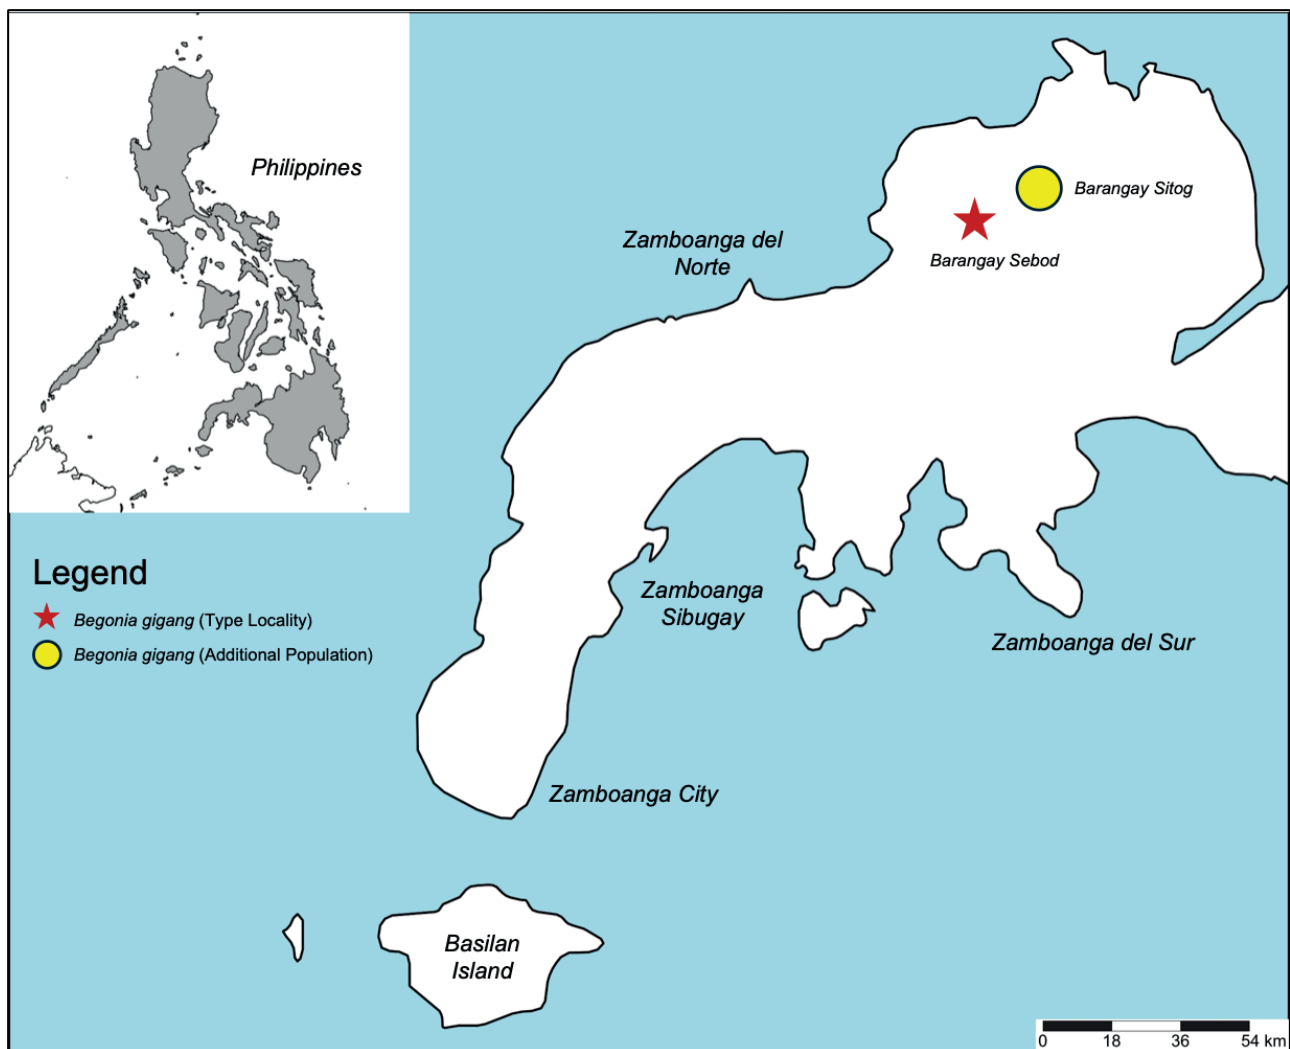 Philippines
Barangay Sitog
Zamboanga del
Norte
Barangay Sebod
Legend
Begonia gigang (Type Locality)
Begonia gigang (Additional Population)
Zamboanga
Sibugay
Zamboanga del Sur
Zamboanga City
Basilan
Island
0 18 36 54 km